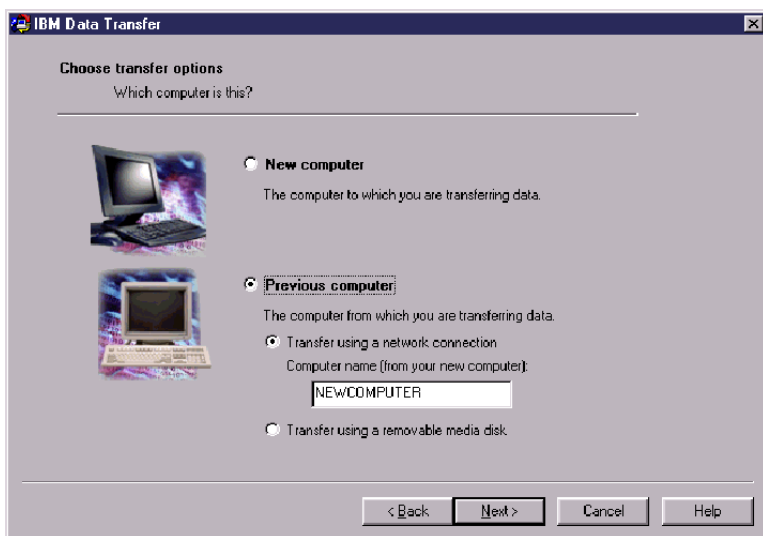 IBM Data Transfer
Choose transfer options
Which computer is this?
New computer
The computer to which you are transferring data.
Previous computer
The computer from which you are transferring data.
Transfer using a network connection
Computer name (from your new computer):
NEWCOMPUTER
Transfer using a removable media disk
< Back
Next >
Cancel
Help